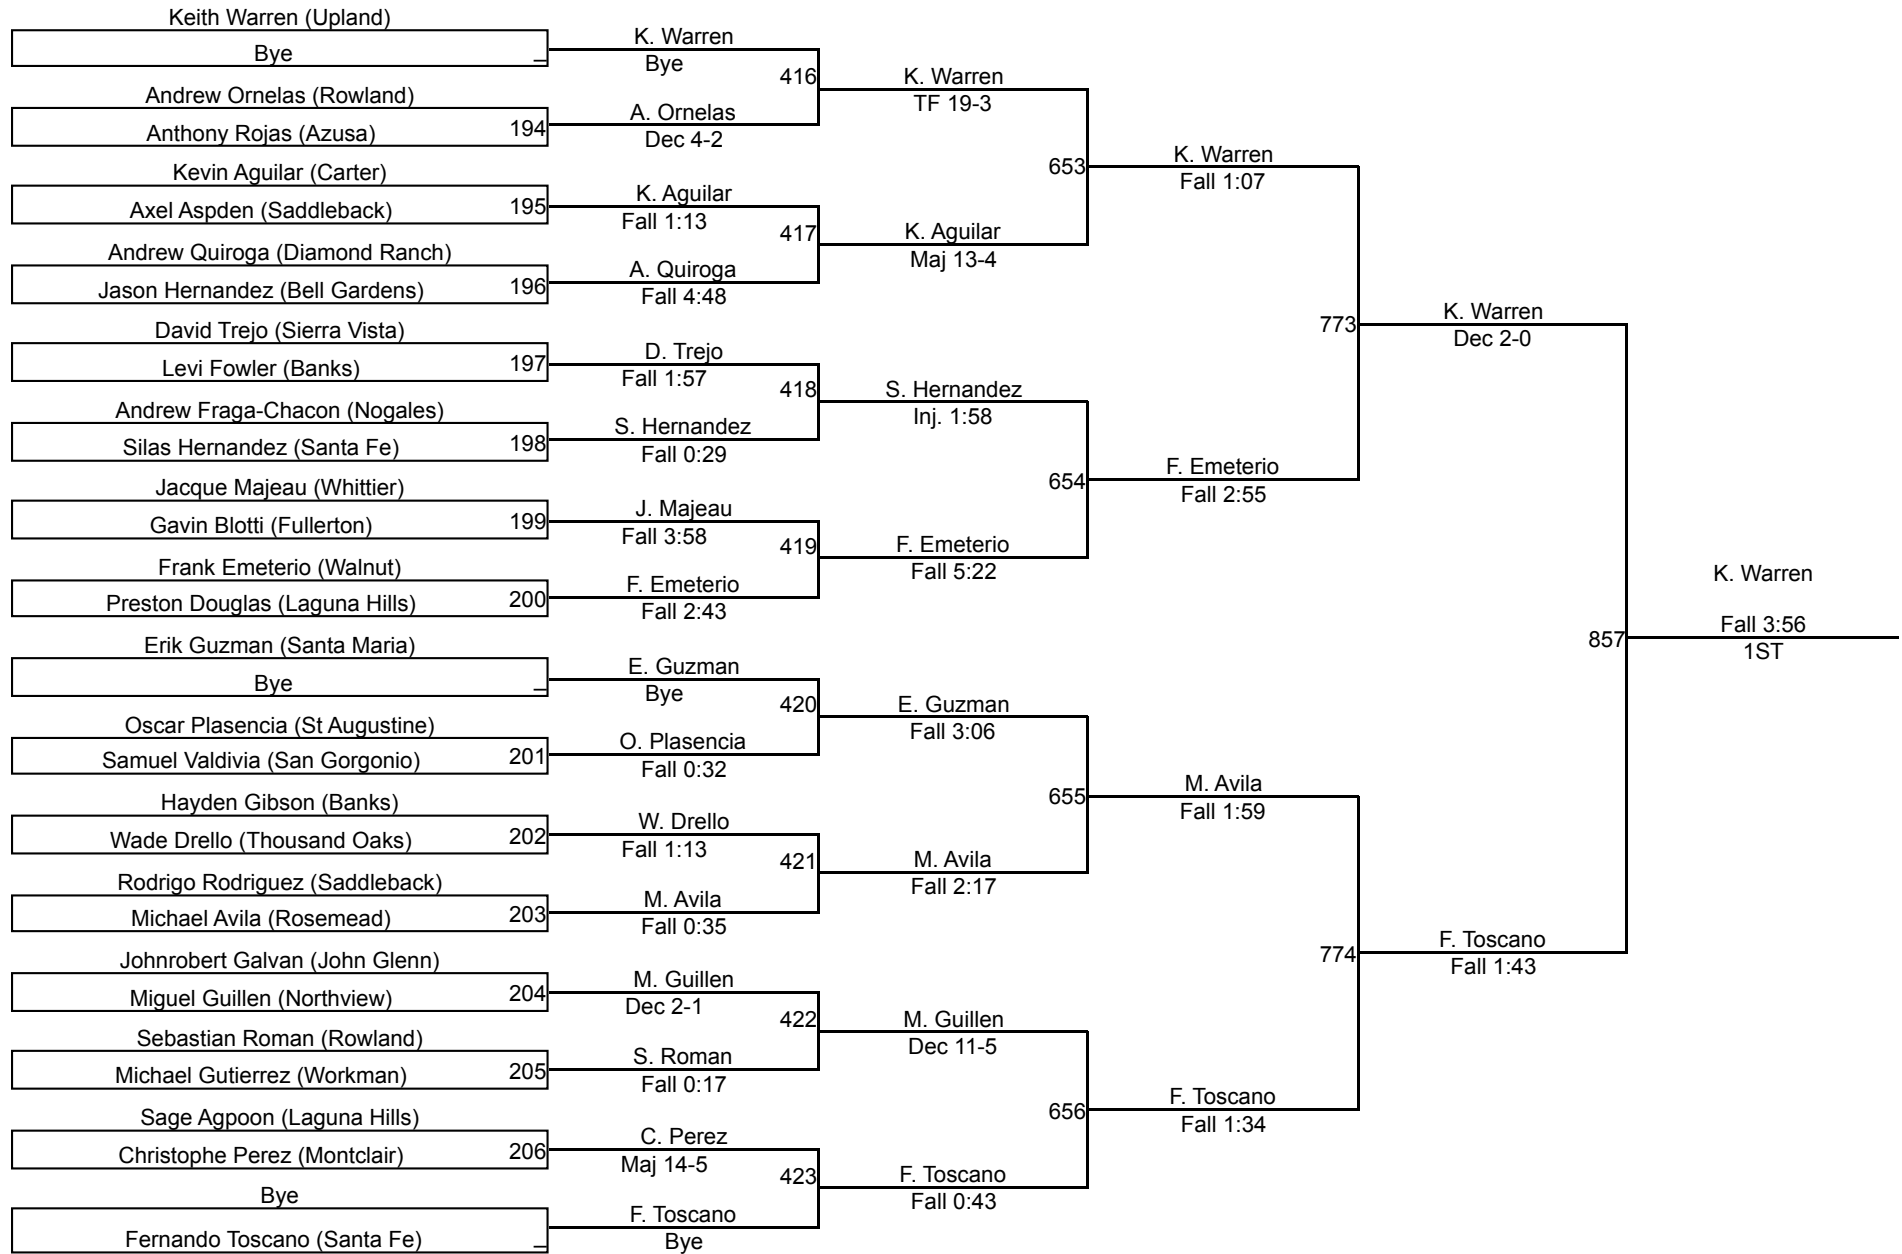 Keith Warren (Upland)
Bye _
Andrew Ornelas (Rowland)
Anthony Rojas (Azusa) 194
Kevin Aguilar (Carter)
Axel Aspden (Saddleback) 195
Andrew Quiroga (Diamond Ranch)
Jason Hernandez (Bell Gardens) 196
David Trejo (Sierra Vista)
Levi Fowler (Banks) 197
Andrew Fraga-Chacon (Nogales)
Silas Hernandez (Santa Fe) 198
Jacque Majeau (Whittier)
Gavin Blotti (Fullerton) 199
Frank Emeterio (Walnut)
Preston Douglas (Laguna Hills) 200
Erik Guzman (Santa Maria)
Bye _
Oscar Plasencia (St Augustine)
Samuel Valdivia (San Gorgonio) 201
Hayden Gibson (Banks)
Wade Drello (Thousand Oaks) 202
Rodrigo Rodriguez (Saddleback)
Michael Avila (Rosemead) 203
Johnrobert Galvan (John Glenn)
Miguel Guillen (Northview) 204
Sebastian Roman (Rowland)
Michael Gutierrez (Workman) 205
Sage Agpoon (Laguna Hills)
Christophe Perez (Montclair) 206
Bye
Fernando Toscano (Santa Fe) _
K. Warren
Bye
416
A. Ornelas
Dec 4-2
K. Aguilar
Fall 1:13
417
A. Quiroga
Fall 4:48
D. Trejo
Fall 1:57
418
S. Hernandez
Fall 0:29
J. Majeau
Fall 3:58
419
F. Emeterio
Fall 2:43
E. Guzman
Bye
420
O. Plasencia
Fall 0:32
W. Drello
Fall 1:13
421
M. Avila
Fall 0:35
M. Guillen
Dec 2-1
422
S. Roman
Fall 0:17
C. Perez
Maj 14-5
423
F. Toscano
Bye
K. Warren
TF 19-3
653
K. Aguilar
Maj 13-4
S. Hernandez
Inj. 1:58
654
F. Emeterio
Fall 5:22
E. Guzman
Fall 3:06
655
M. Avila
Fall 2:17
M. Guillen
Dec 11-5
656
F. Toscano
Fall 0:43
K. Warren
Fall 1:07
773
F. Emeterio
Fall 2:55
M. Avila
Fall 1:59
774
F. Toscano
Fall 1:34
K. Warren
Dec 2-0
857
F. Toscano
Fall 1:43
K. Warren
Fall 3:56
1ST